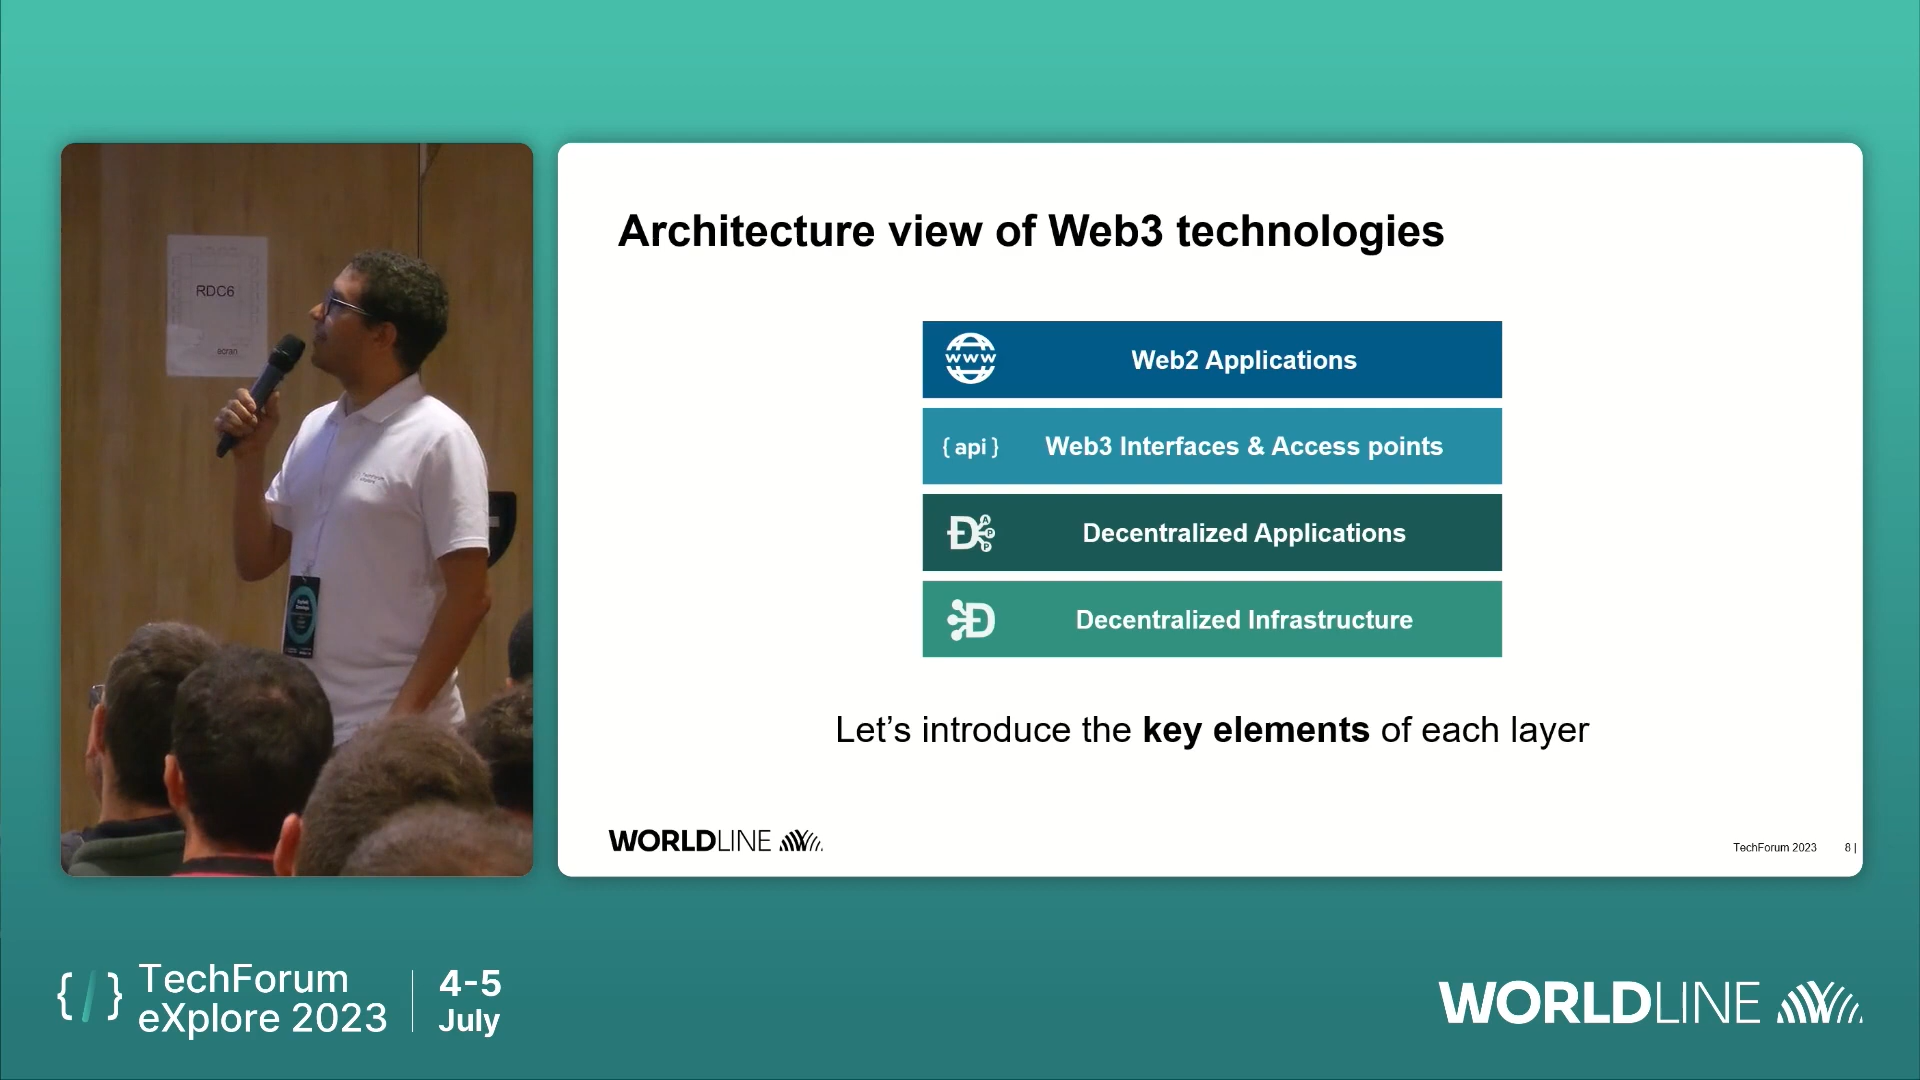 RDC6
écran
Architecture view of Web3 technologies
WWW
Web2 Applications
{ api }
Web3 Interfaces & Access points
Đ A P P
Decentralized Applications
Đ
Decentralized Infrastructure
Let’s introduce the key elements of each layer
WORLDLINE
TechForum 2023 8 |
{/} TechForum
eXplore 2023
4-5
July
WORLDLINE